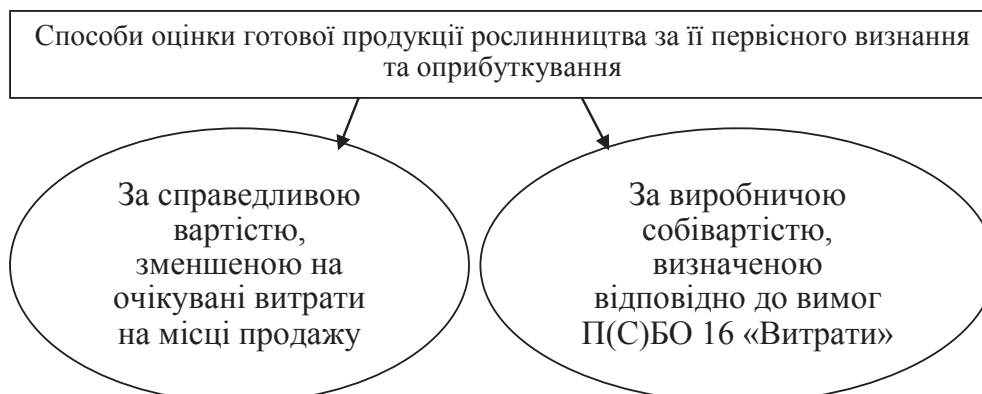 Способи оцінки готової продукції рослинництва за її первісного визнання
та оприбуткування
За справедливою
вартістю,
зменшеною на
очікувані витрати
на місці продажу
За виробничою
собівартістю,
визначеною
відповідно до вимог
П(С)БО 16 «Витрати»